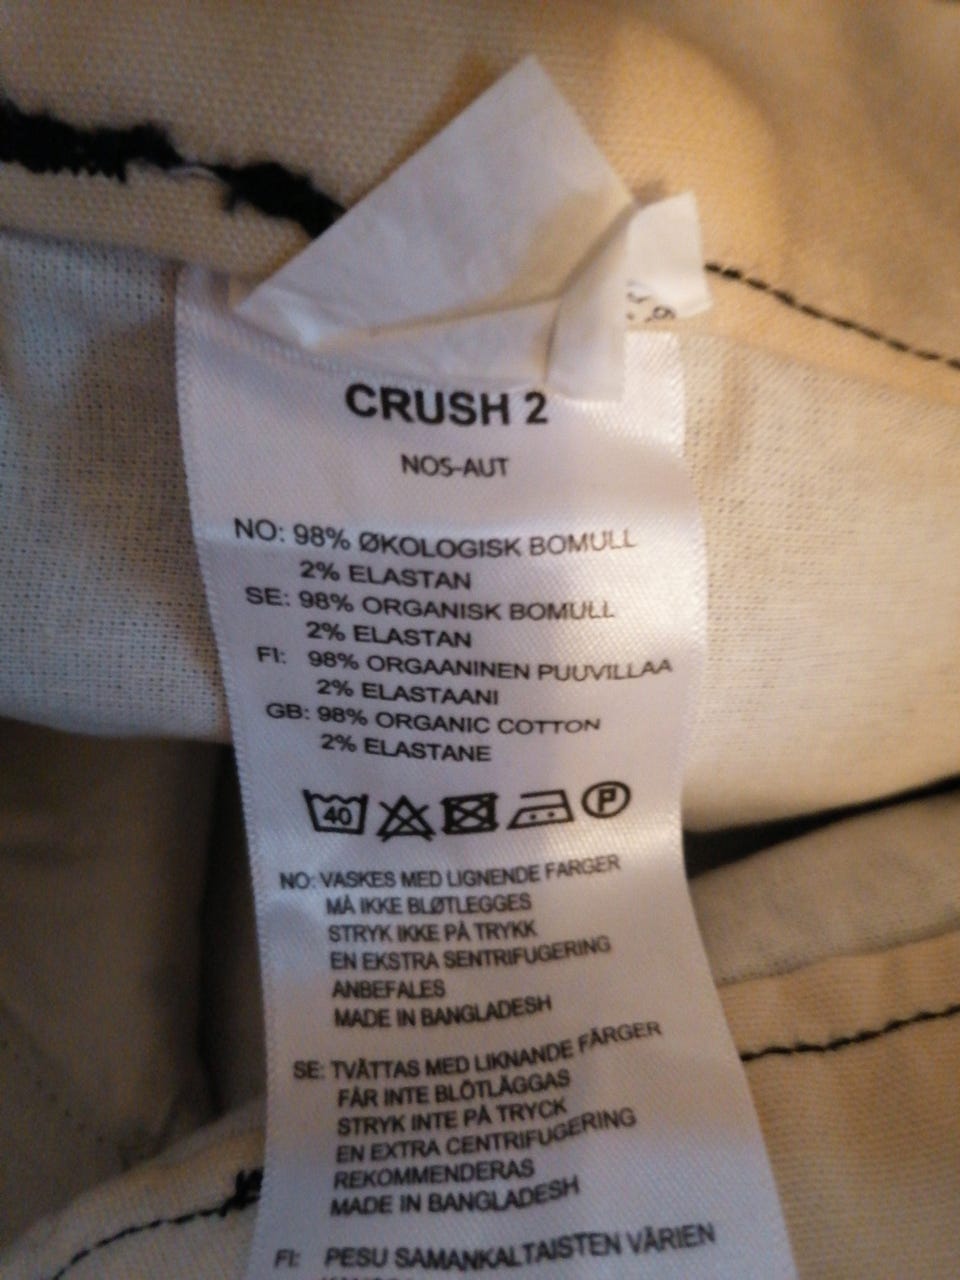 CRUSH 2
NOS-AUT
NO: 98% ØKOLOGISK BOMULL
2% ELASTAN
SE: 98% ORGANISK BOMULL
2% ELASTAN
FI: 98% ORGAANINEN PUUVILLAA
2% ELASTAANI
GB: 98% ORGANIC COTTON
2% ELASTANE
40 P
NO: VASKES MED LIGNENDE FARGER
MÅ IKKE BLØTLEGGES
STRYK IKKE PÅ TRYKK
EN EKSTRA SENTRIFUGERING
ANBEFALES
MADE IN BANGLADESH
SE: TVÄTTAS MED LIKNANDE FÄRGER
FÅR INTE BLÖTLÄGGAS
STRYK INTE PÅ TRYCK
EN EXTRA CENTRIFUGERING
REKOMMENDERAS
MADE IN BANGLADESH
FI: PESU SAMANKALTAISTEN VÄRIEN